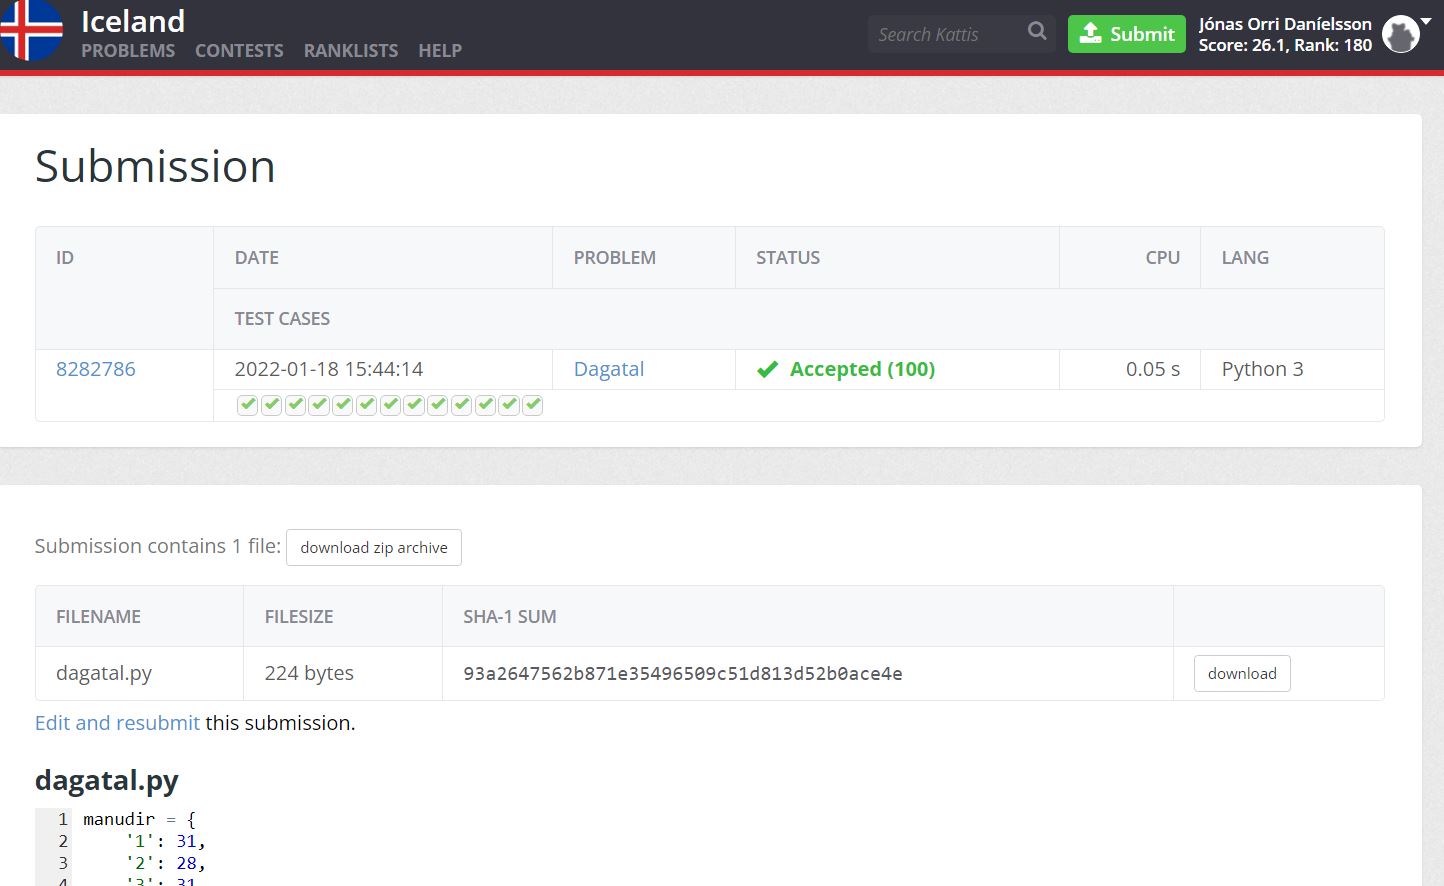 Iceland
PROBLEMS CONTESTS RANKLISTS HELP
Search Kattis
Submit
Jónas Orri Daníelsson
Score: 26.1, Rank: 180
Submission
ID DATE PROBLEM STATUS CPU LANG
TEST CASES
8282786 2022-01-18 15:44:14 Dagatal Accepted (100) 0.05 s Python 3
Submission contains 1 file: download zip archive
FILENAME FILESIZE SHA-1 SUM
dagatal.py 224 bytes 93a2647562b871e35496509c51d813d52b0ace4e download
Edit and resubmit this submission.
dagatal.py
1 manudir = {
2 '1': 31,
3 '2': 28,
4 '3': 31